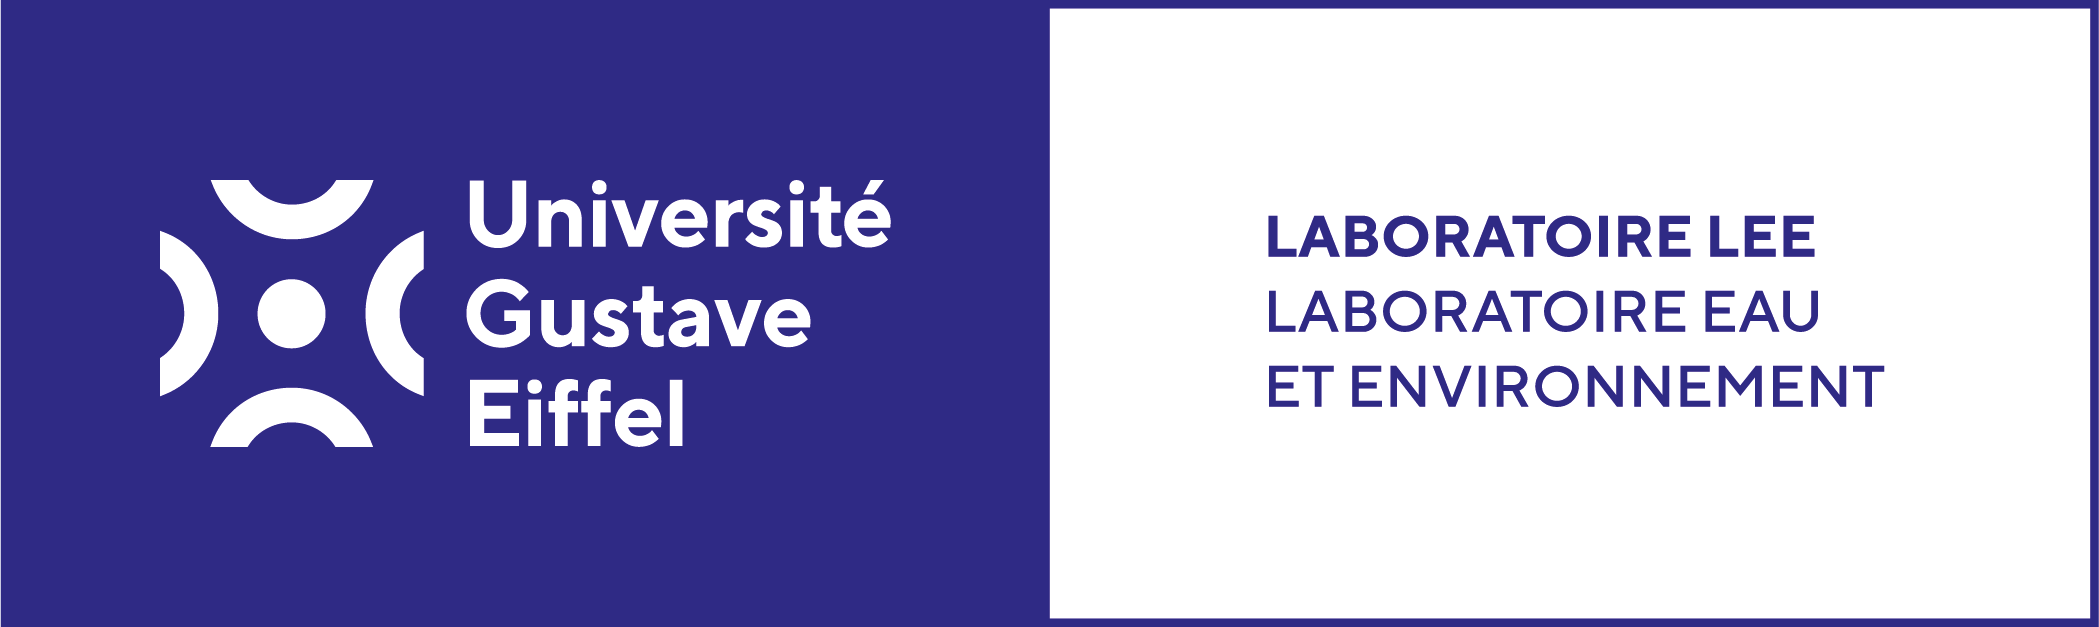 Université
Gustave
Eiffel
LABORATOIRE LEE
LABORATOIRE EAU
ET ENVIRONNEMENT